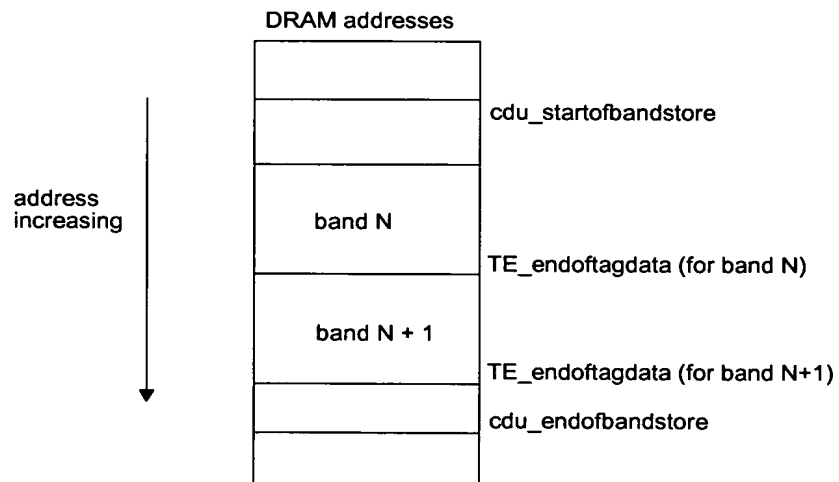 DRAM addresses
cdu_startofbandstore
address
increasing
band N
TE_endoftagdata (for band N)
band N + 1
TE_endoftagdata (for band N+1)
cdu_endofbandstore